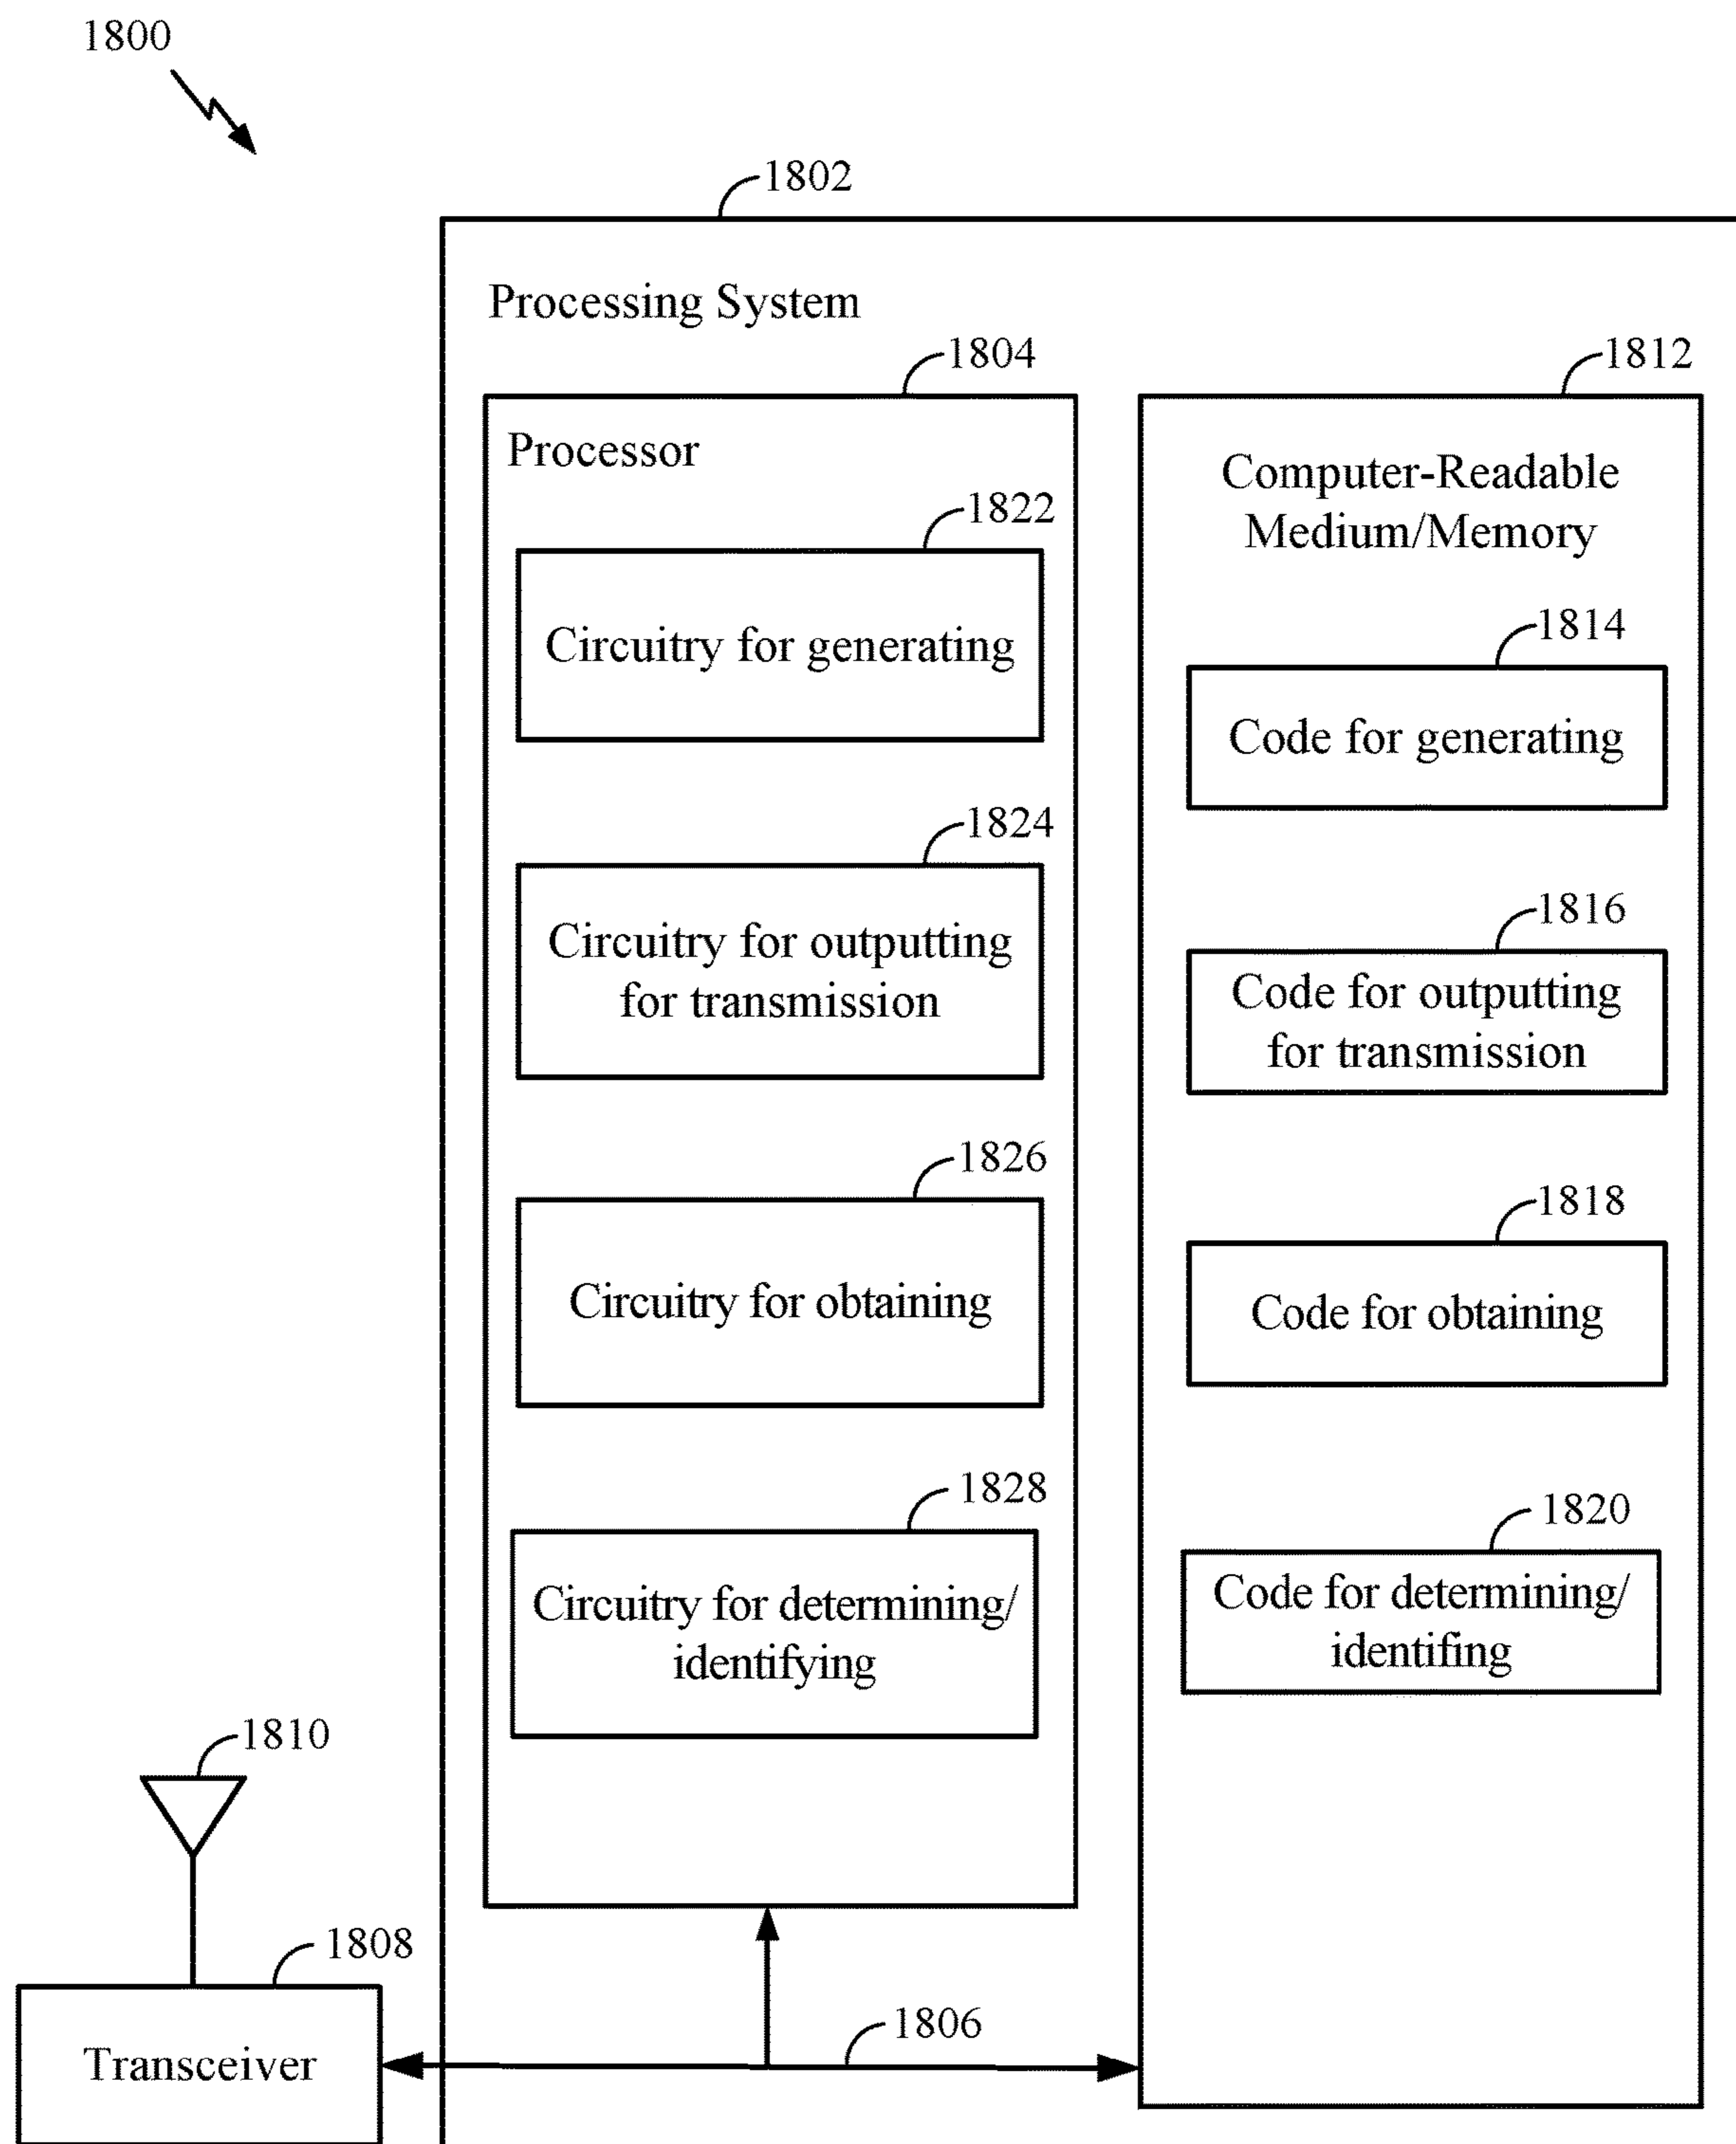 1800
1802
Processing System
1804
1812
Processor
Computer-Readable
Medium/Memory
1822
Circuitry for generating
1814
Code for generating
1824
Circuitry for outputting
for transmission
1816
Code for outputting
for transmission
1826
Circuitry for obtaining
1818
Code for obtaining
1828
Circuitry for determining/
identifying
1820
Code for determining/
identifing
1810
1808
Transceiver
1806